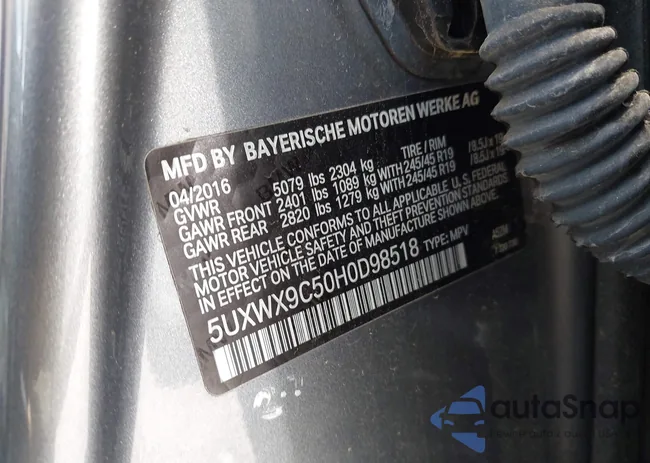 MFD BY BAYERISCHE MOTOREN WERKE AG
04/2016 TIRE / RIM
GVWR 5079 lbs 2304 kg
GAWR FRONT 2401 lbs 1089 kg WITH 245/45 R19
GAWR REAR 2820 lbs 1279 kg WITH 245/45 R19
THIS VEHICLE CONFORMS TO ALL APPLICABLE U.S. FEDERAL
MOTOR VEHICLE SAFETY AND THEFT PREVENTION STANDARDS
IN EFFECT ON THE DATE OF MANUFACTURE SHOWN ABOVE.
5UXWX9C50H0D98518 TYPE: MPV
autaSnap